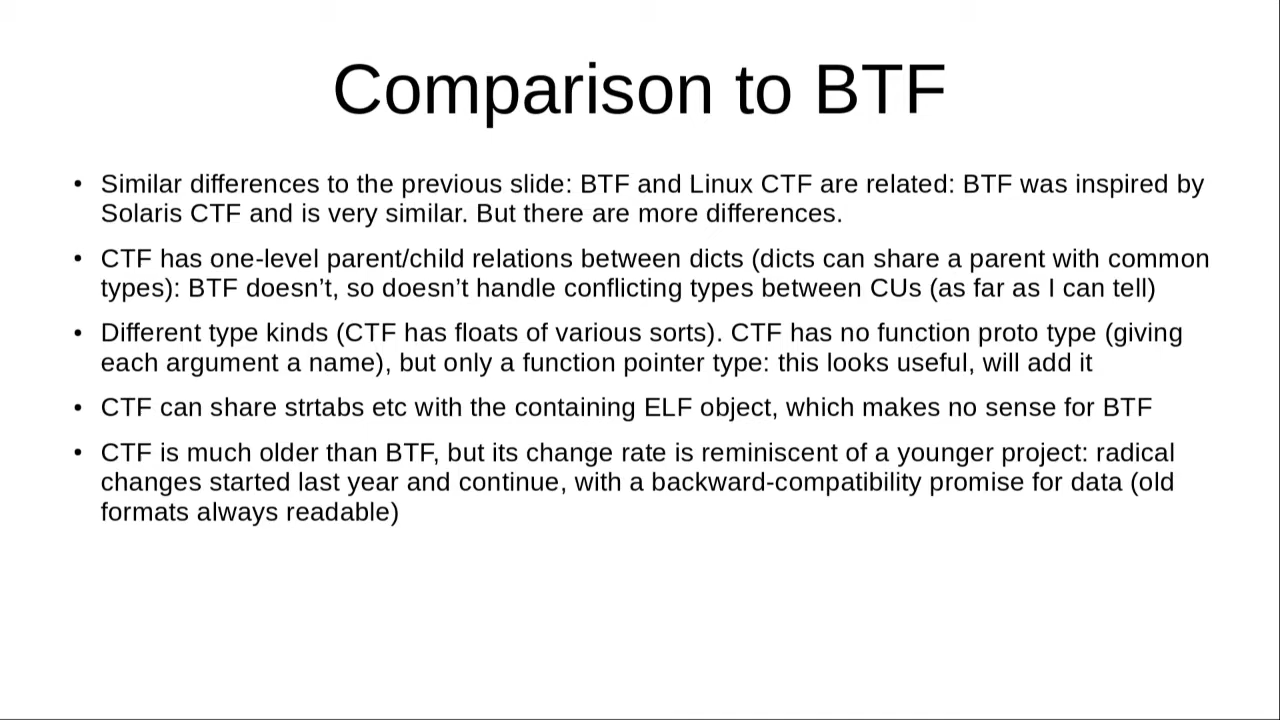 Comparison to BTF
• Similar differences to the previous slide: BTF and Linux CTF are related: BTF was inspired by
Solaris CTF and is very similar. But there are more differences.
• CTF has one-level parent/child relations between dicts (dicts can share a parent with common
types): BTF doesn’t, so doesn’t handle conflicting types between CUs (as far as I can tell)
• Different type kinds (CTF has floats of various sorts). CTF has no function proto type (giving
each argument a name), but only a function pointer type: this looks useful, will add it
• CTF can share strtabs etc with the containing ELF object, which makes no sense for BTF
• CTF is much older than BTF, but its change rate is reminiscent of a younger project: radical
changes started last year and continue, with a backward-compatibility promise for data (old
formats always readable)